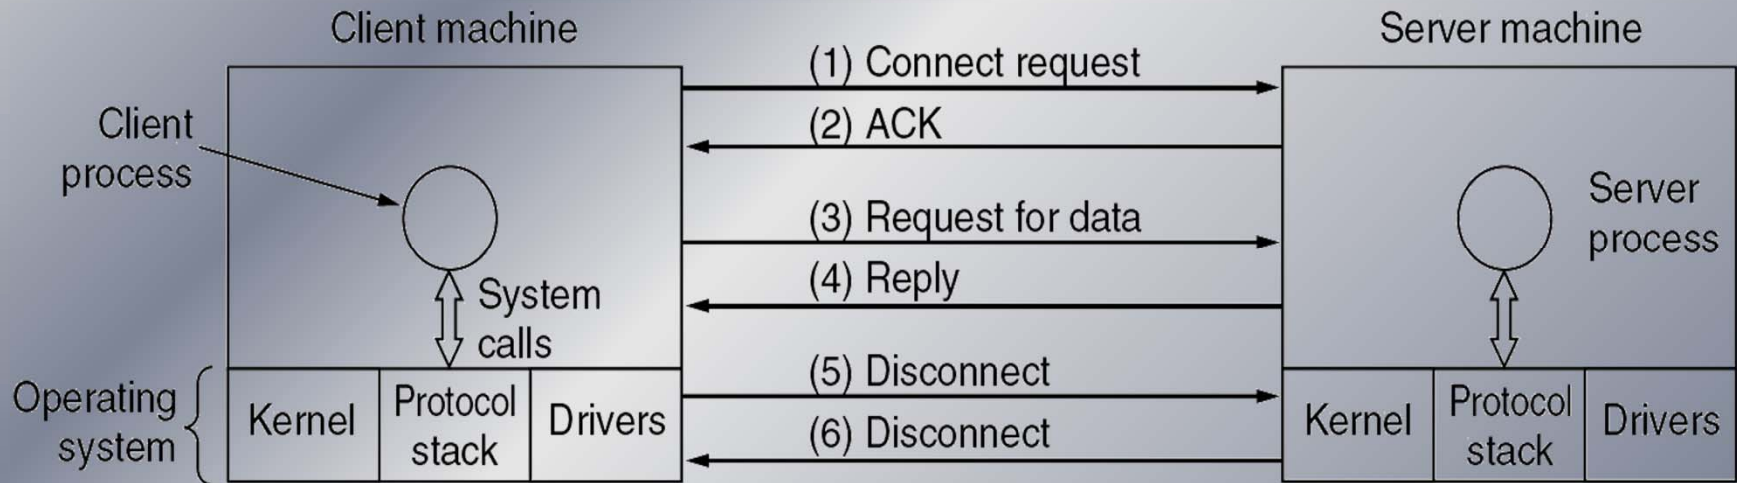 Client machine
Server machine
(1) Connect request
(2) ACK
Client
process
(3) Request for data
Server
process
(4) Reply
System
calls
(5) Disconnect
Operating
system
Kernel
Protocol
stack
Drivers
(6) Disconnect
Kernel
Protocol
stack
Drivers